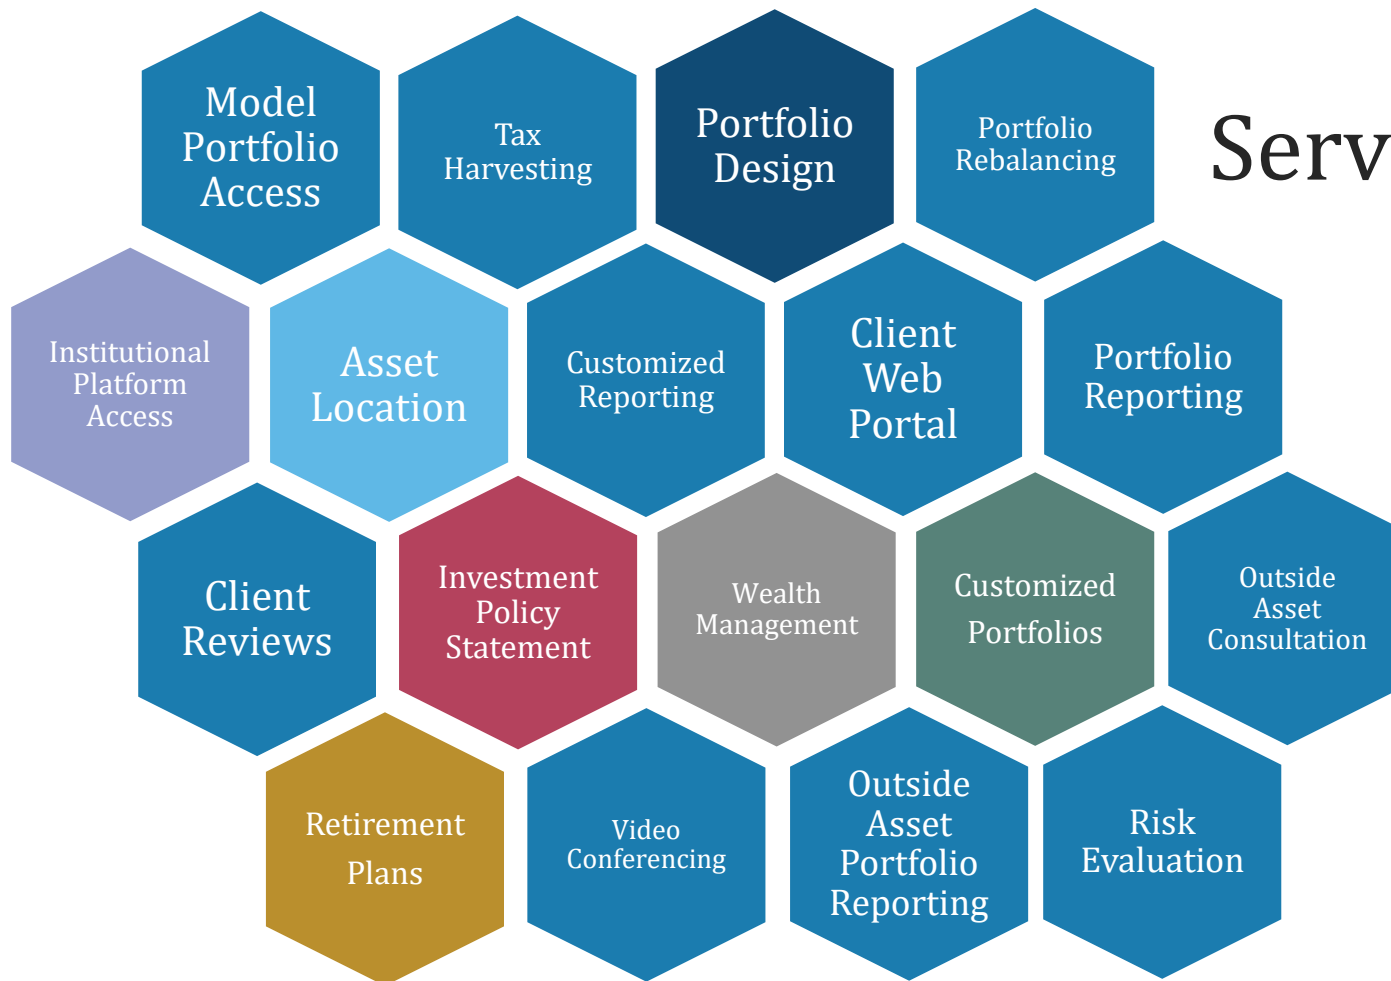 Model
Portfolio
Access
Tax
Harvesting
Portfolio
Design
Portfolio
Rebalancing
Serv
Institutional
Platform
Access
Asset
Location
Customized
Reporting
Client
Web
Portal
Portfolio
Reporting
Client
Reviews
Investment
Policy
Statement
Wealth
Management
Customized
Portfolios
Outside
Asset
Consultation
Retirement
Plans
Video
Conferencing
Outside
Asset
Portfolio
Reporting
Risk
Evaluation